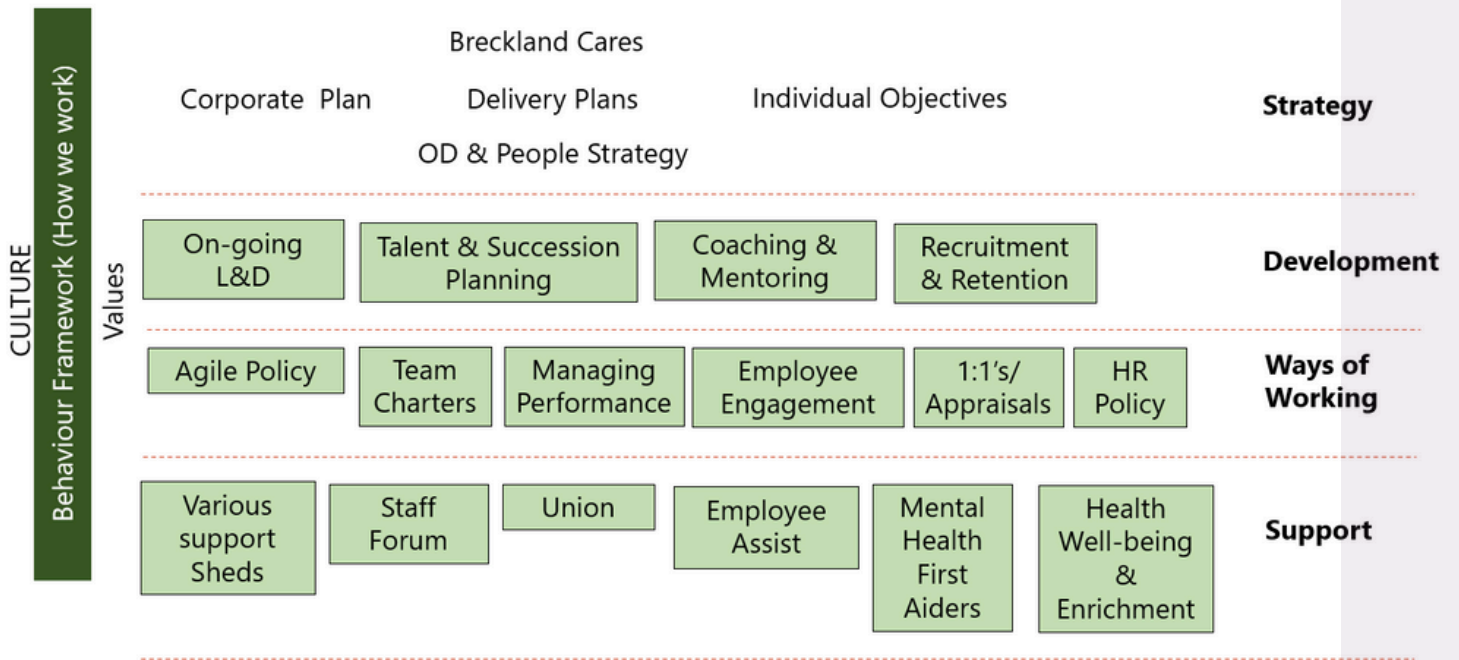 CULTURE
Behaviour Framework (How we work)
Values
Breckland Cares
Corporate Plan
Delivery Plans
Individual Objectives
OD & People Strategy
Strategy
On-going
L&D
Talent & Succession
Planning
Coaching &
Mentoring
Recruitment
& Retention
Development
Agile Policy
Team
Charters
Managing
Performance
Employee
Engagement
1:1's/
Appraisals
HR
Policy
Ways of
Working
Various
support
Sheds
Staff
Forum
Union
Employee
Assist
Mental
Health
First
Aiders
Health
Well-being
&
Enrichment
Support